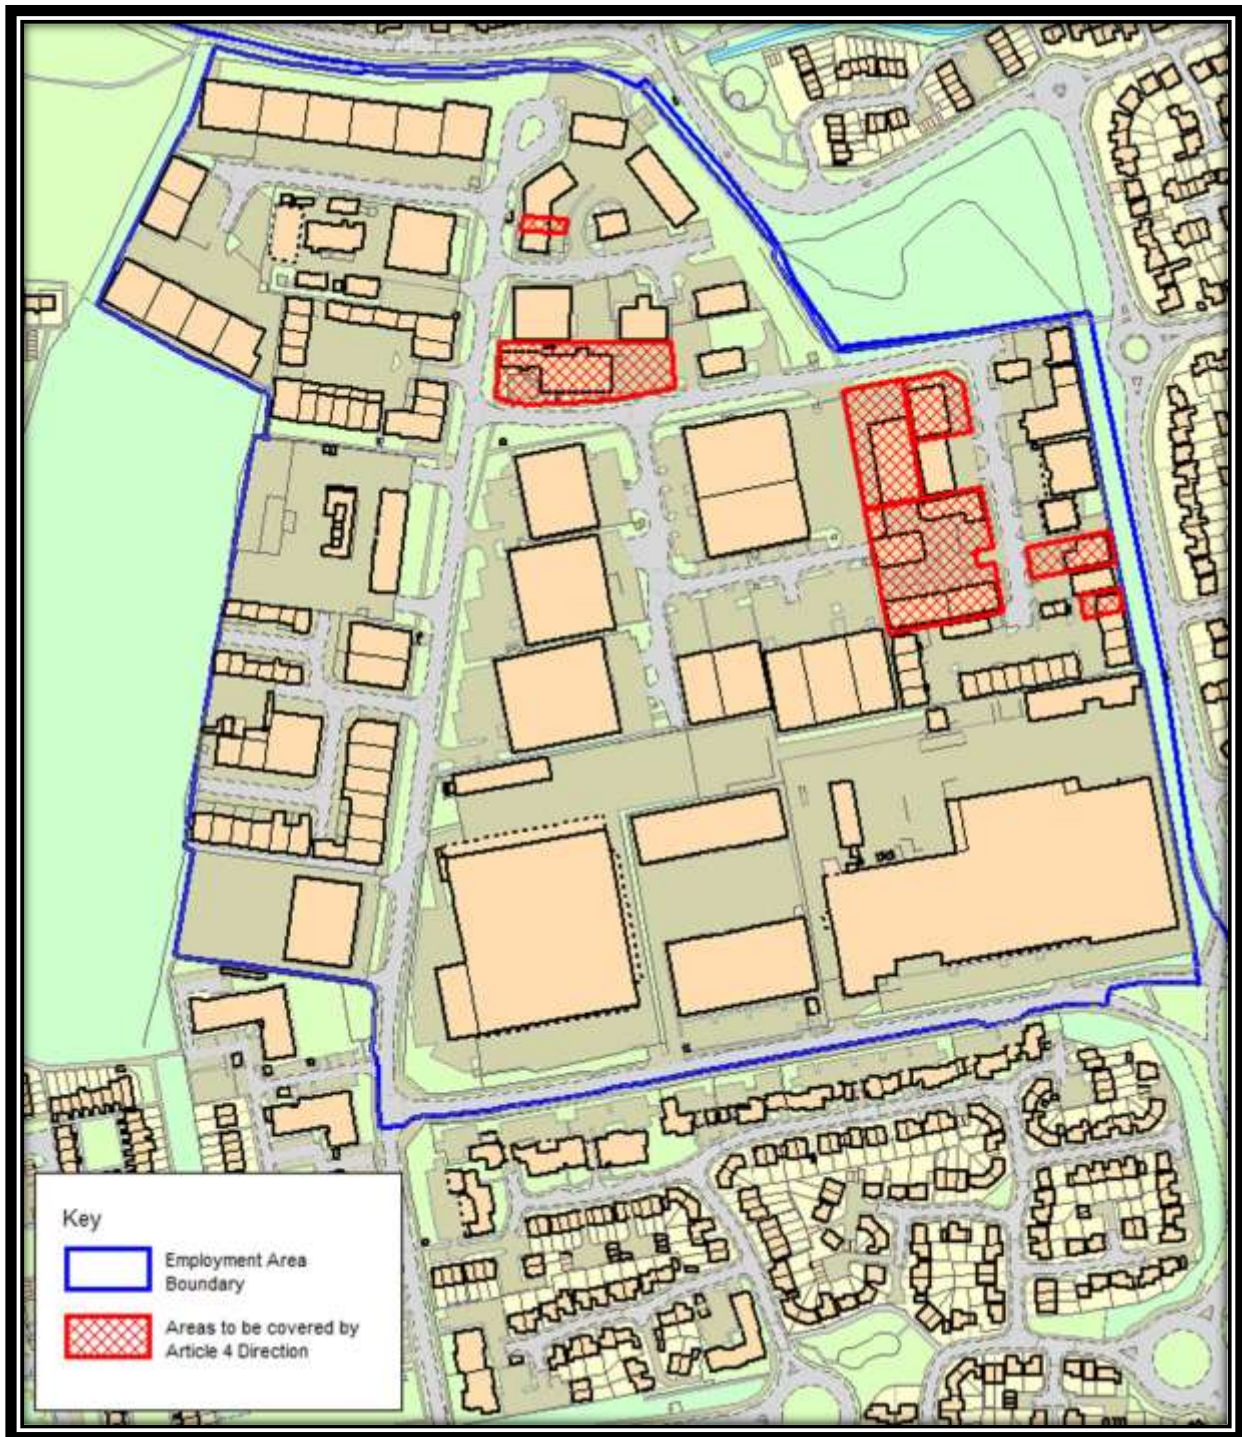 Key
Employment Area
Boundary
Areas to be covered by
Article 4 Direction